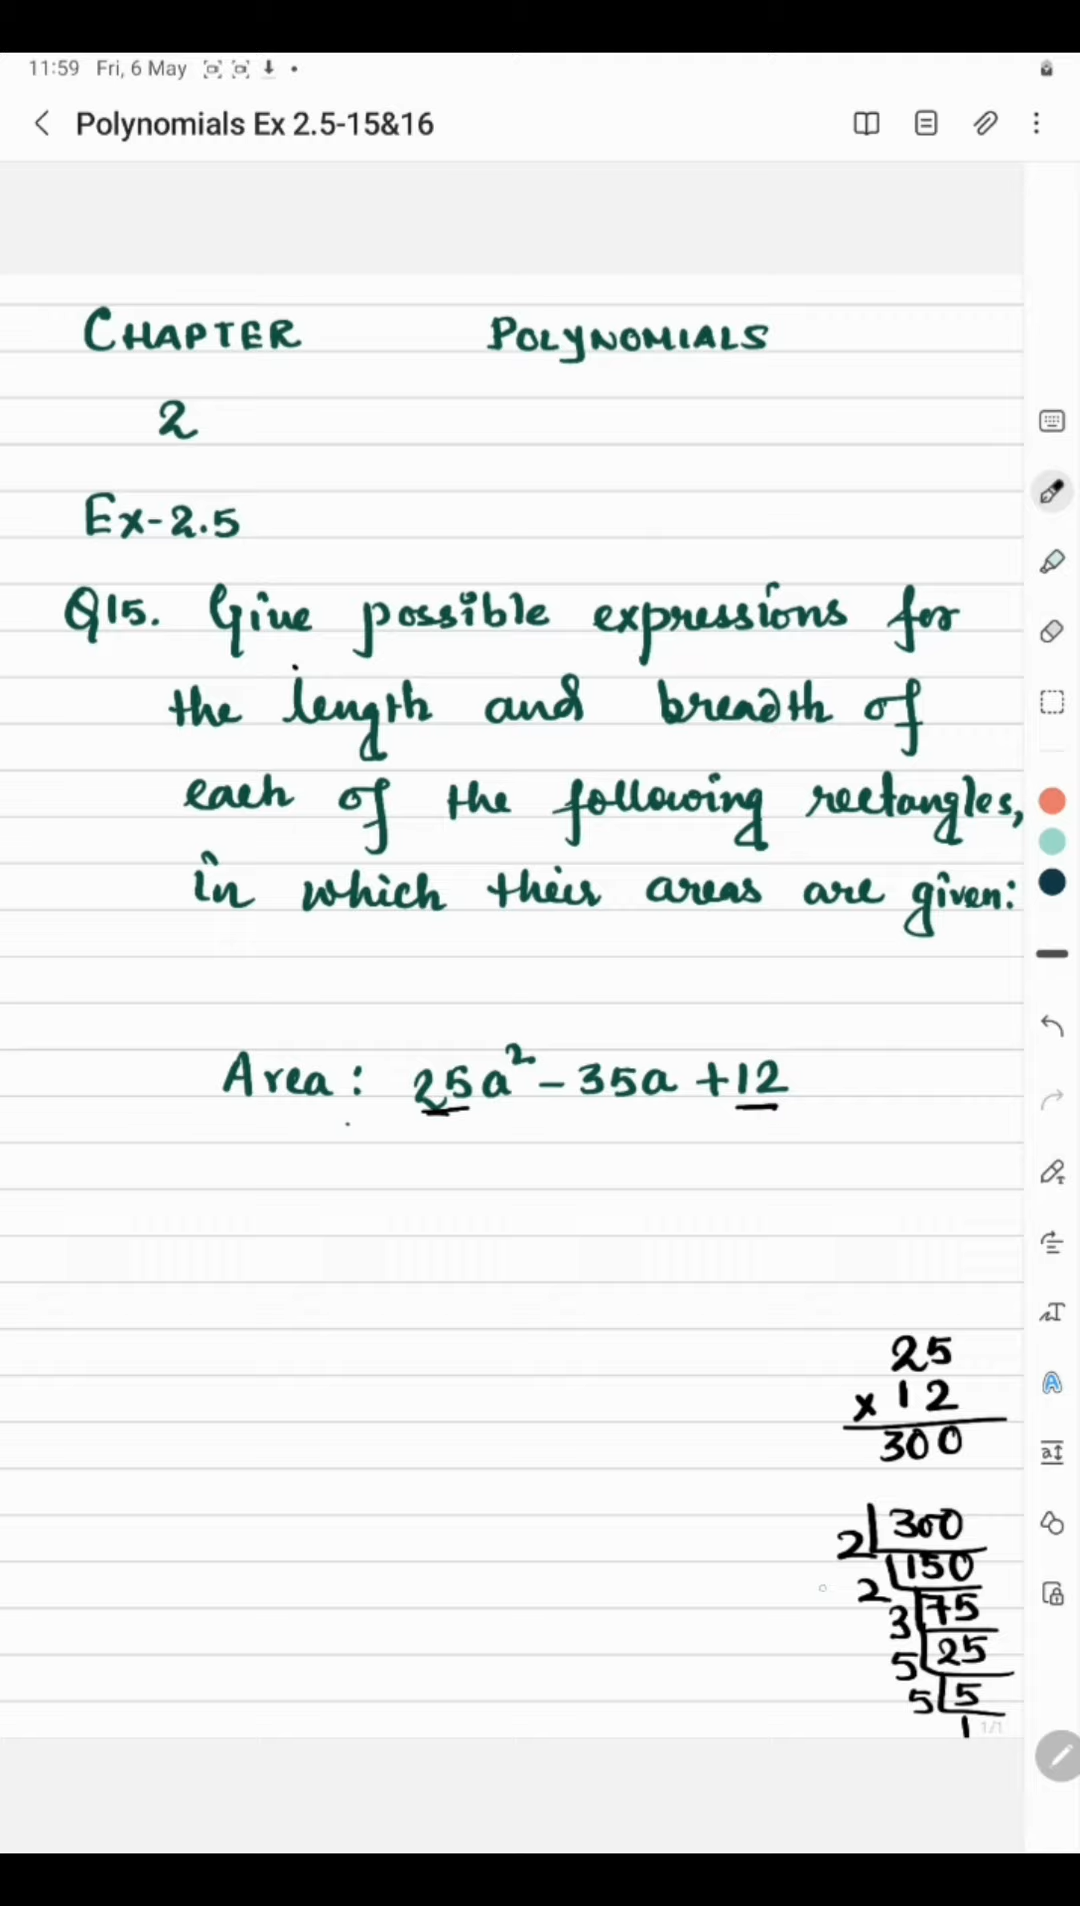 11:59 Fri, 6 May
Polynomials Ex 2.5-15&16
CHAPTER POLYNOMIALS
2
Ex-2.5
Q15. Give possible expressions for
the length and breadth of
each of the following rectangles,
in which their areas are given:
Area: 25a² - 35a + 12
25
x 12
300
2 300
2 150
3 75
5 25
5 5
1
1/1